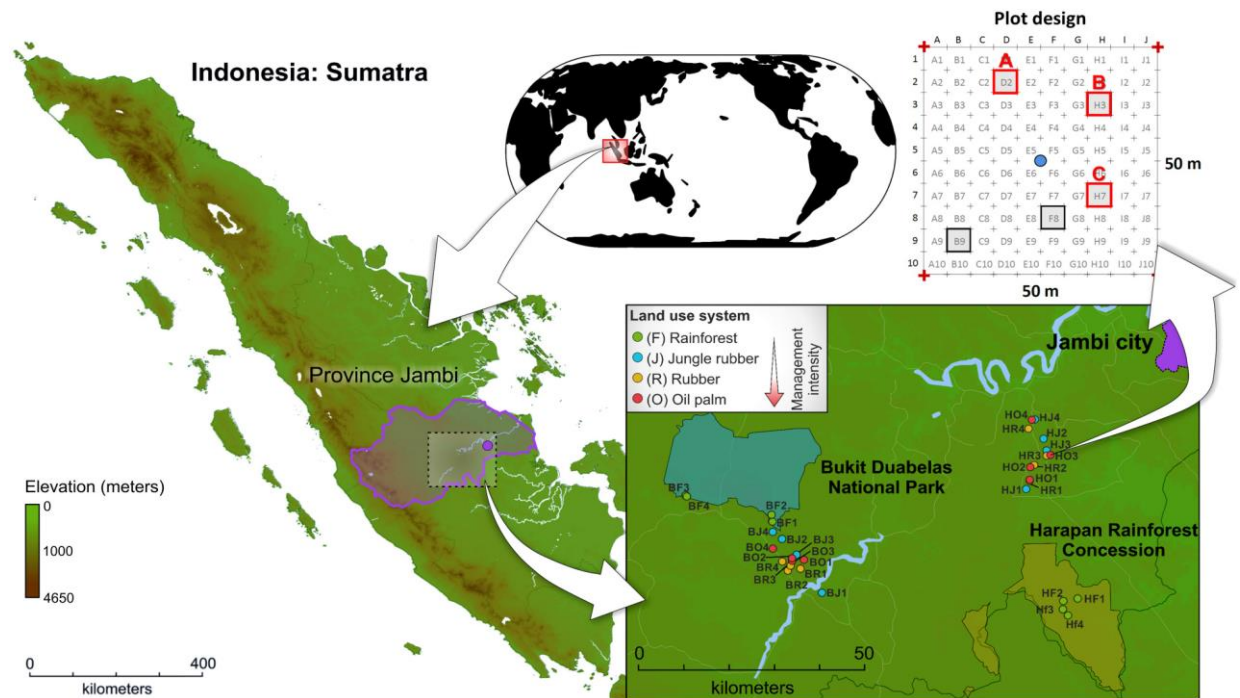 Indonesia: Sumatra
Province Jambi
Elevation (meters)
0
1000
4650
0 400
kilometers
Plot design
A B C D E F G H I J
1 A1 B1 C1 E1 F1 G1 H1 I1 J1
A
2 A2 B2 C2 D2 E2 F2 G2 I2 J2
B
3 A3 B3 C3 D3 E3 F3 G3 H3 I3 J3
4 A4 B4 C4 D4 E4 F4 G4 H4 I4 J4
5 A5 B5 C5 D5 E5 F5 G5 H5 I5 J5
6 A6 B6 C6 D6 E6 F6 G6 I6 J6
C
7 A7 B7 C7 D7 E7 F7 G7 H7 I7 J7
8 A8 B8 C8 D8 E8 F8 G8 H8 I8 J8
9 A9 B9 C9 D9 E9 F9 G9 H9 I9 J9
10 A10 B10 C10 D10 E10 F10 G10 H10 I10 J10
50 m
50 m
Land use system
(F) Rainforest
(J) Jungle rubber
(R) Rubber
(O) Oil palm
Management
intensity
Jambi city
HO4 HJ4
HR4
HJ2
HJ3
HR3 HO3
HO2 HR2
HO1
HJ1 HR1
Bukit Duabelas
National Park
BF3
BF4
BF2
BF1
BJ4
BJ2 BJ3
BO4 BO3
BO2
BR4 BO1
BR3 BR1
BR2
BJ1
Harapan Rainforest
Concession
HF2 HF1
Hf3
Hf4
0 50
kilometers